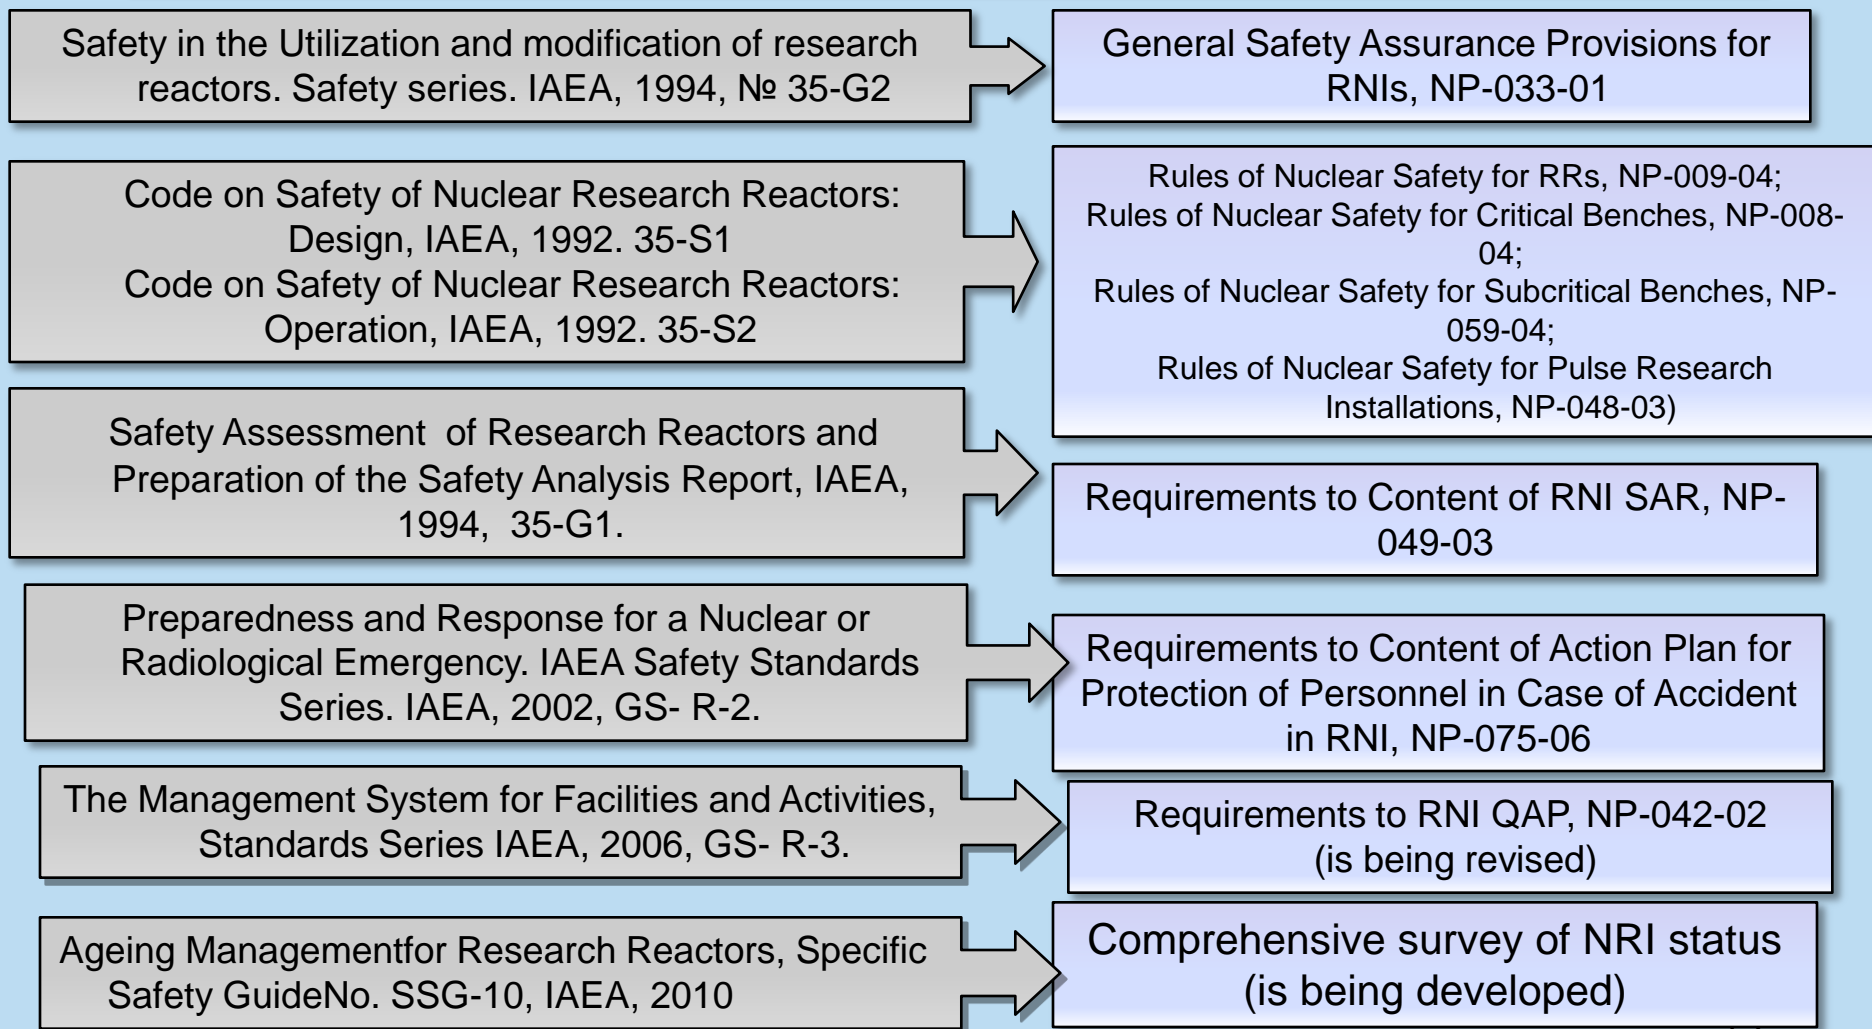 Safety in the Utilization and modification of research
reactors. Safety series. IAEA, 1994, № 35-G2
General Safety Assurance Provisions for
RNIs, NP-033-01
Code on Safety of Nuclear Research Reactors:
Design, IAEA, 1992. 35-S1
Code on Safety of Nuclear Research Reactors:
Operation, IAEA, 1992. 35-S2
Rules of Nuclear Safety for RRs, NP-009-04;
Rules of Nuclear Safety for Critical Benches, NP-008-
04;
Rules of Nuclear Safety for Subcritical Benches, NP-
059-04;
Rules of Nuclear Safety for Pulse Research
Installations, NP-048-03)
Safety Assessment of Research Reactors and
Preparation of the Safety Analysis Report, IAEA,
1994, 35-G1.
Requirements to Content of RNI SAR, NP-
049-03
Preparedness and Response for a Nuclear or
Radiological Emergency. IAEA Safety Standards
Series. IAEA, 2002, GS- R-2.
Requirements to Content of Action Plan for
Protection of Personnel in Case of Accident
in RNI, NP-075-06
The Management System for Facilities and Activities,
Standards Series IAEA, 2006, GS- R-3.
Requirements to RNI QAP, NP-042-02
(is being revised)
Ageing Managementfor Research Reactors, Specific
Safety GuideNo. SSG-10, IAEA, 2010
Comprehensive survey of NRI status
(is being developed)